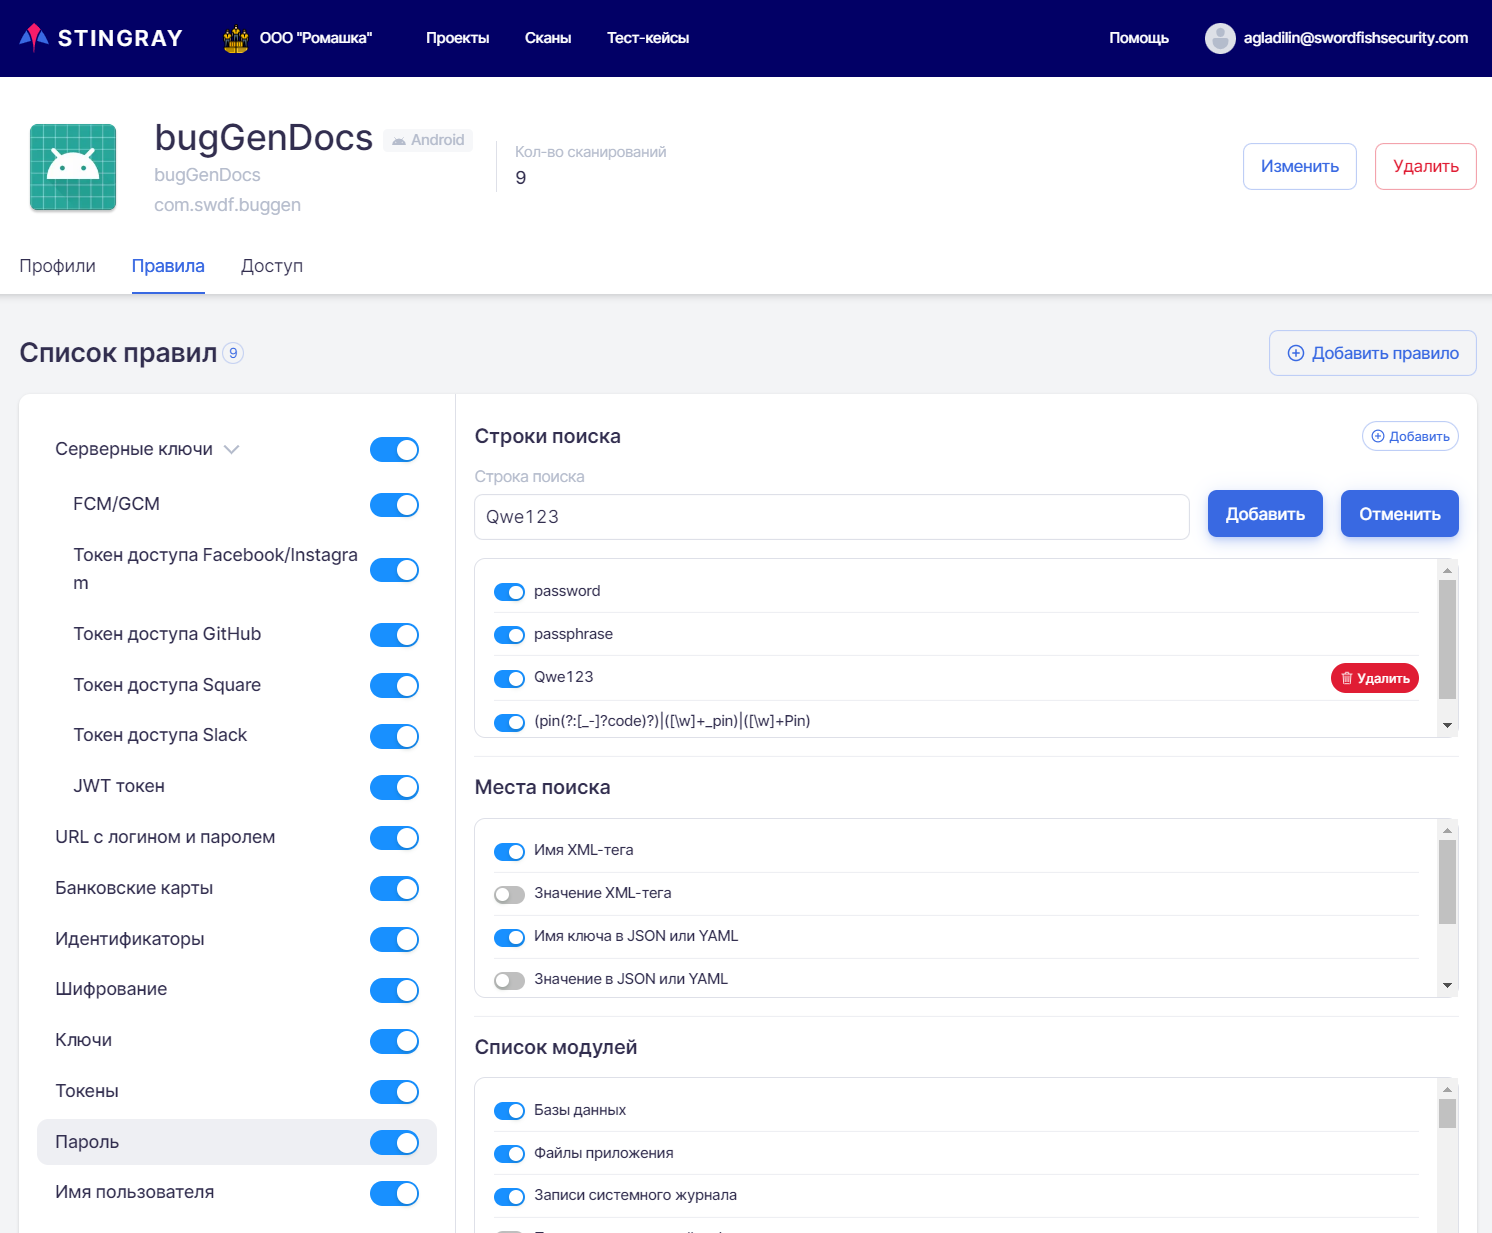 STINGRAY
ООО "Ромашка"
Проекты
Сканы
Тест-кейсы
Помощь
agladilin@swordfishsecurity.com
bugGenDocs
Android
bugGenDocs
com.swdf.buggen
Кол-во сканирований
9
Изменить
Удалить
Профили
Правила
Доступ
Список правил 9
Добавить правило
Серверные ключи
FCM/GCM
Токен доступа Facebook/Instagra
m
Токен доступа GitHub
Токен доступа Square
Токен доступа Slack
JWT токен
URL с логином и паролем
Банковские карты
Идентификаторы
Шифрование
Ключи
Токены
Пароль
Имя пользователя
Строки поиска
Добавить
Строка поиска
Qwe123
Добавить
Отменить
password
passphrase
Qwe123
Удалить
(pin(?:[_-]?code)?)|([\w]+_pin)|([\w]+Pin)
Места поиска
Имя XML-тега
Значение XML-тега
Имя ключа в JSON или YAML
Значение в JSON или YAML
Список модулей
Базы данных
Файлы приложения
Записи системного журнала